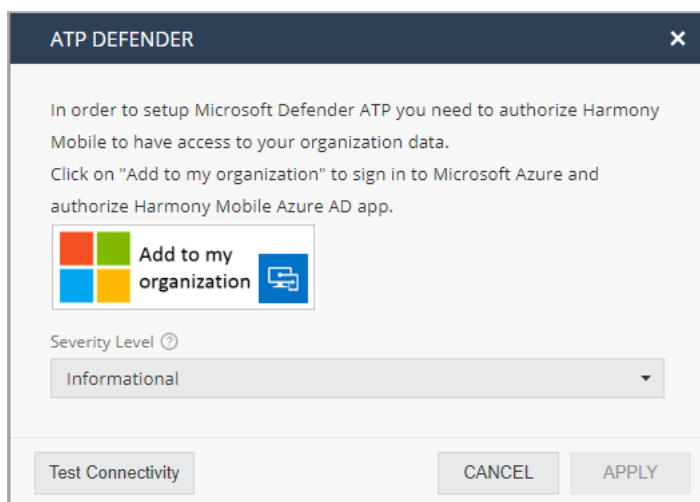 ATP DEFENDER
In order to setup Microsoft Defender ATP you need to authorize Harmony
Mobile to have access to your organization data.
Click on "Add to my organization" to sign in to Microsoft Azure and
authorize Harmony Mobile Azure AD app.
Add to my
organization
Severity Level
Informational
Test Connectivity
CANCEL
APPLY